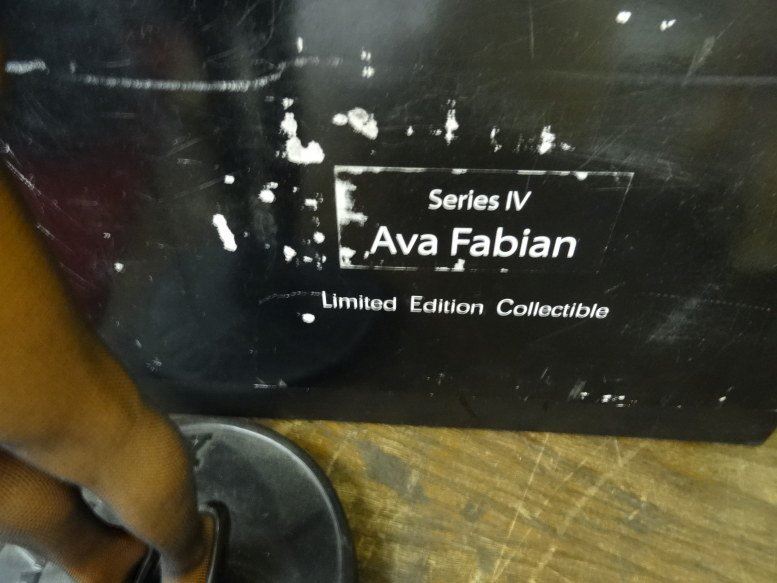 Series IV
Ava Fabian
Limited Edition Collectible